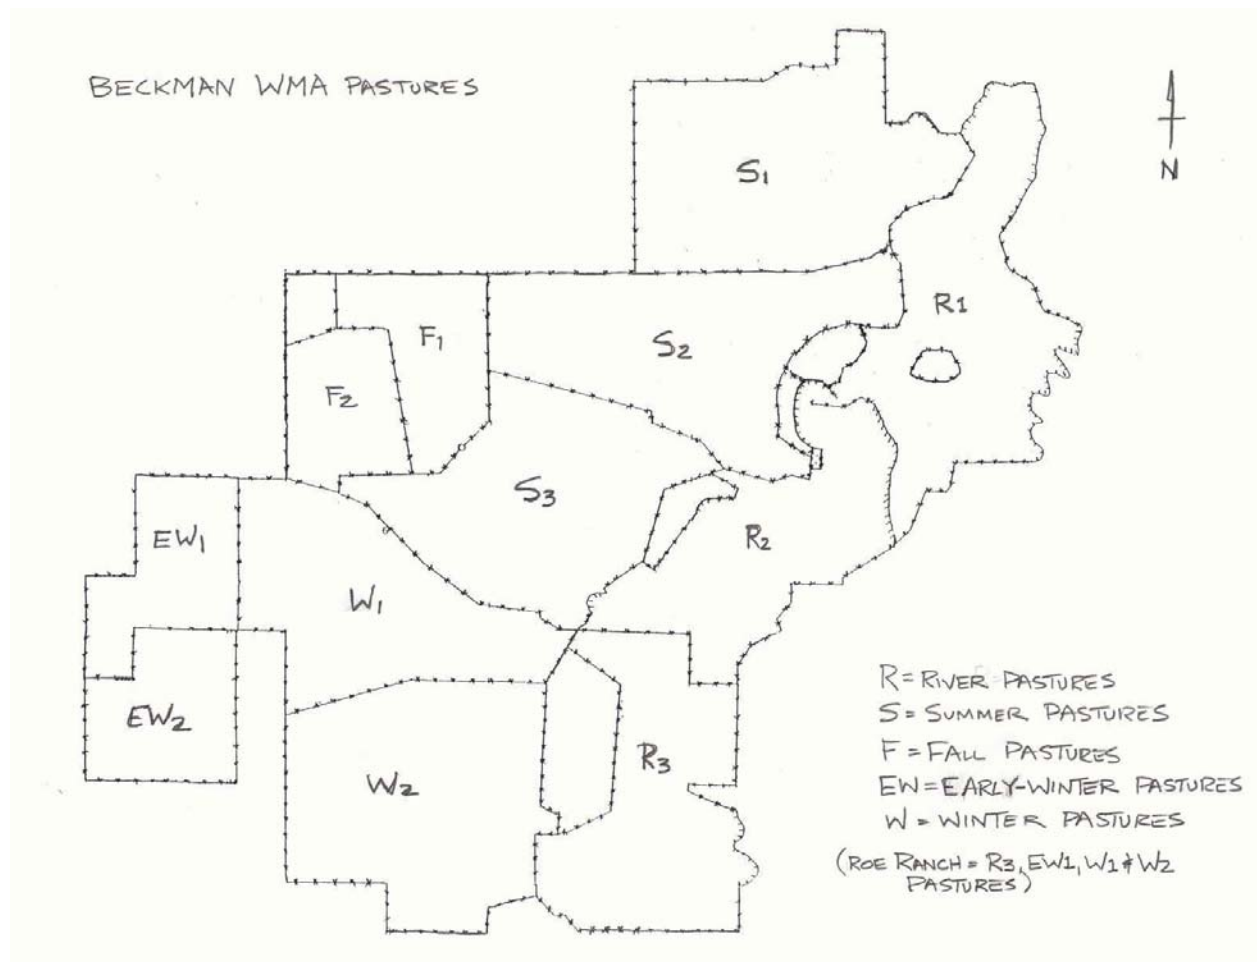 BECKMAN WMA PASTURES
N
S1
R1
F1
S2
F2
S3
EW1
R2
W1
EW2
R3
W2
R = RIVER PASTURES
S = SUMMER PASTURES
F = FALL PASTURES
EW = EARLY-WINTER PASTURES
W = WINTER PASTURES
(ROE RANCH = R3, EW1, W1 & W2
PASTURES)